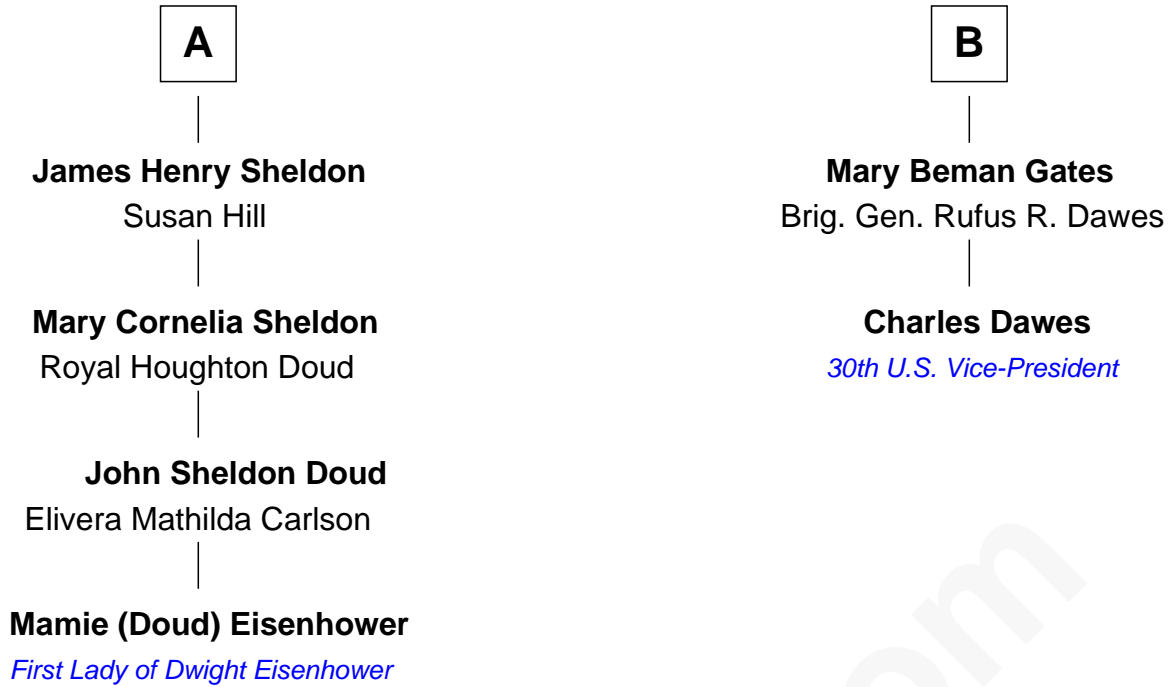 A
James Henry Sheldon
Susan Hill
Mary Cornelia Sheldon
Royal Houghton Doud
John Sheldon Doud
Elivera Mathilda Carlson
Mamie (Doud) Eisenhower
First Lady of Dwight Eisenhower
B
Mary Beman Gates
Brig. Gen. Rufus R. Dawes
Charles Dawes
30th U.S. Vice-President
om